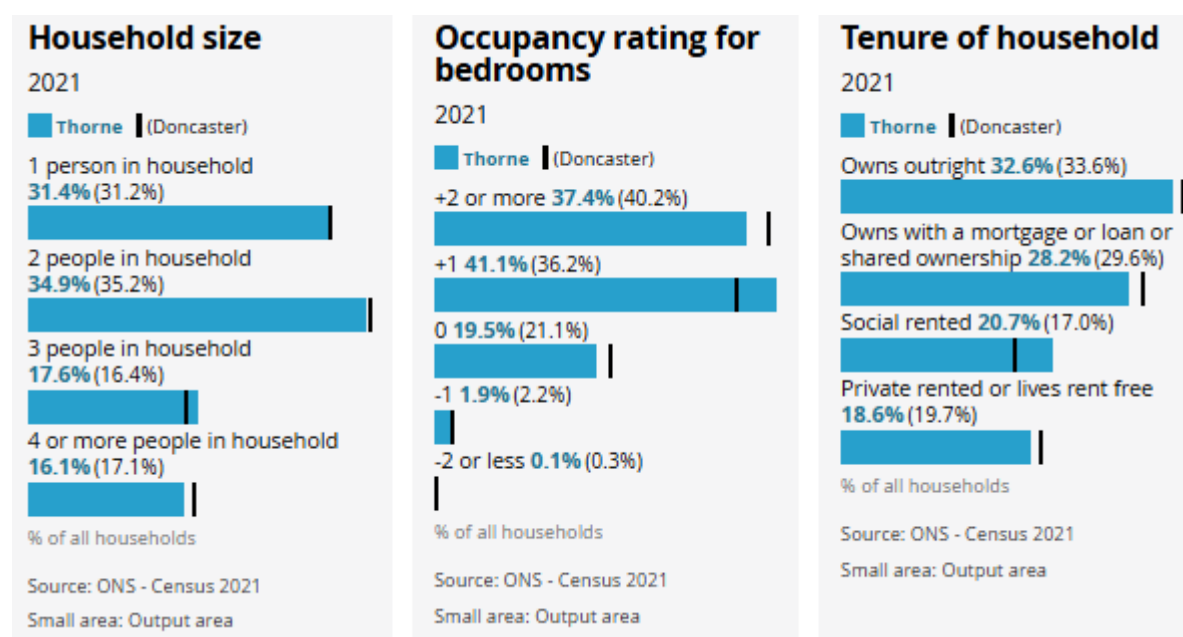 Household size
2021
Thorne (Doncaster)
1 person in household
31.4% (31.2%)
2 people in household
34.9% (35.2%)
3 people in household
17.6% (16.4%)
4 or more people in household
16.1% (17.1%)
% of all households
Source: ONS - Census 2021
Small area: Output area
Occupancy rating for
bedrooms
2021
Thorne (Doncaster)
+2 or more 37.4% (40.2%)
+1 41.1% (36.2%)
0 19.5% (21.1%)
-1 1.9% (2.2%)
-2 or less 0.1% (0.3%)
% of all households
Source: ONS - Census 2021
Small area: Output area
Tenure of household
2021
Thorne (Doncaster)
Owns outright 32.6% (33.6%)
Owns with a mortgage or loan or
shared ownership 28.2% (29.6%)
Social rented 20.7% (17.0%)
Private rented or lives rent free
18.6% (19.7%)
% of all households
Source: ONS - Census 2021
Small area: Output area